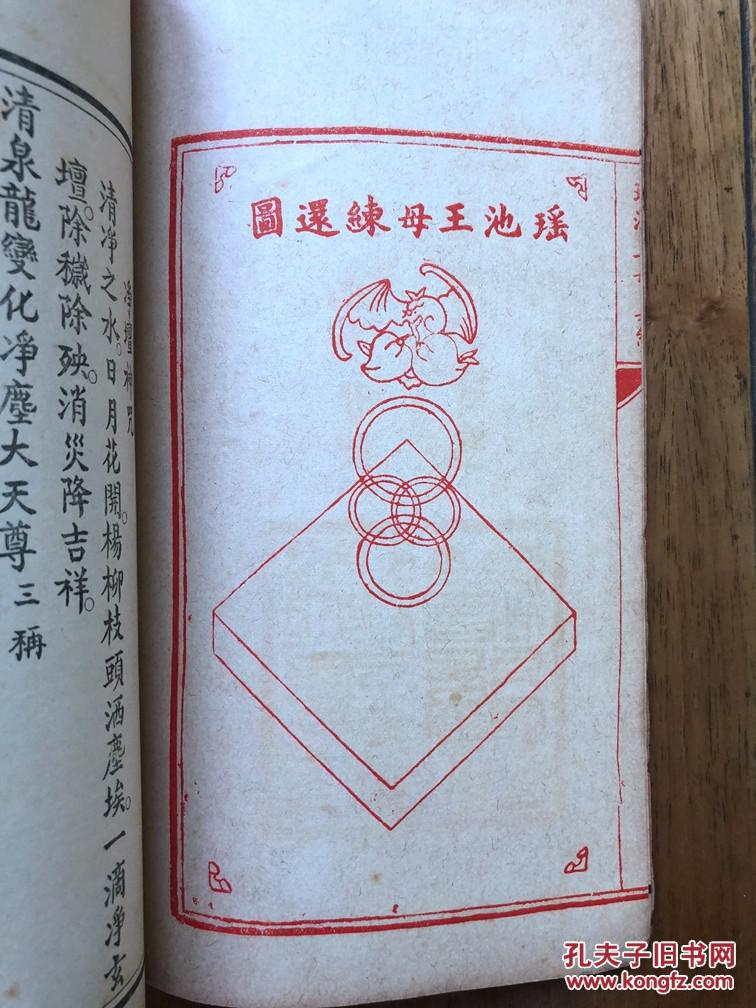 瑶池王母練還圖
淨壇神咒
清淨之水。日月花開。楊柳枝頭洒塵埃。一滴淨玄
壇。除穢除殃。消災降吉祥。
清泉龍變化淨塵大天尊 三稱
孔夫子旧书网
www.kongfz.com